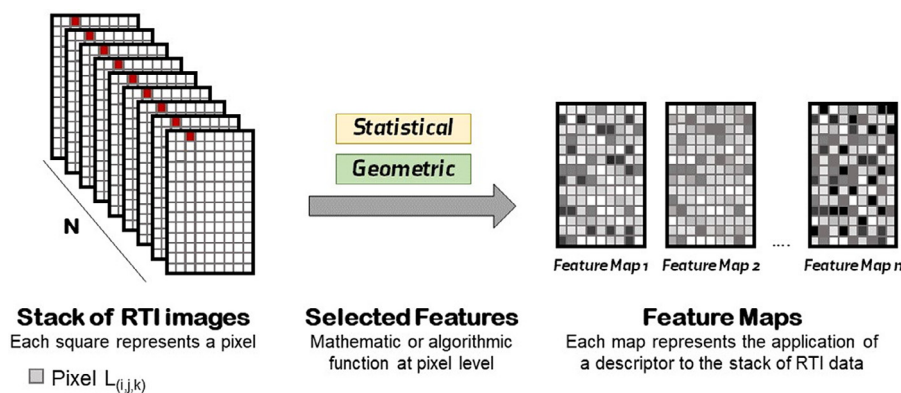 N
Statistical
Geometric
Feature Map 1
Feature Map 2
....
Feature Map n
Stack of RTI images
Each square represents a pixel
Pixel L(i,j,k)
Selected Features
Mathematic or algorithmic
function at pixel level
Feature Maps
Each map represents the application of
a descriptor to the stack of RTI data